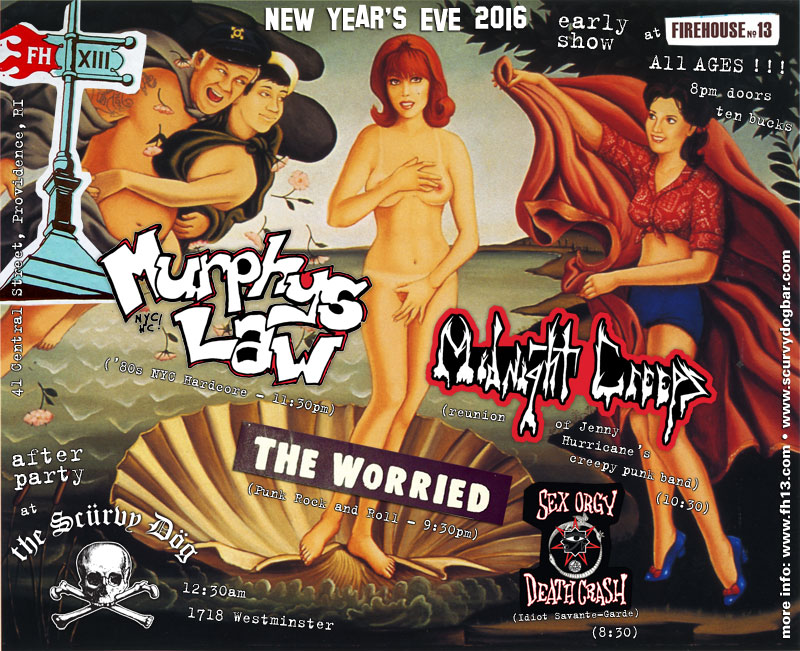 NEW YEAR'S EVE 2016
early
show
at
FIREHOUSE No 13
All AGES !!!
8pm doors
ten bucks
FH XIII
41 Central Street, Providence, RI
Murphys
Law
NYC!
H.C.
('80s NYC Hardcore - 11:30pm)
Midnight Creeps
(reunion of Jenny
Hurricane's
creepy punk band)
(10:30)
THE WORRIED
(Punk Rock and Roll - 9:30pm)
SEX ORGY
DEATH CRASH
(Idiot Savante-Garde)
(8:30)
after
party
at
the Scürvy Dög
12:30am
1718 Westminster
more info: www.fh13.com • www.scurvydogbar.com